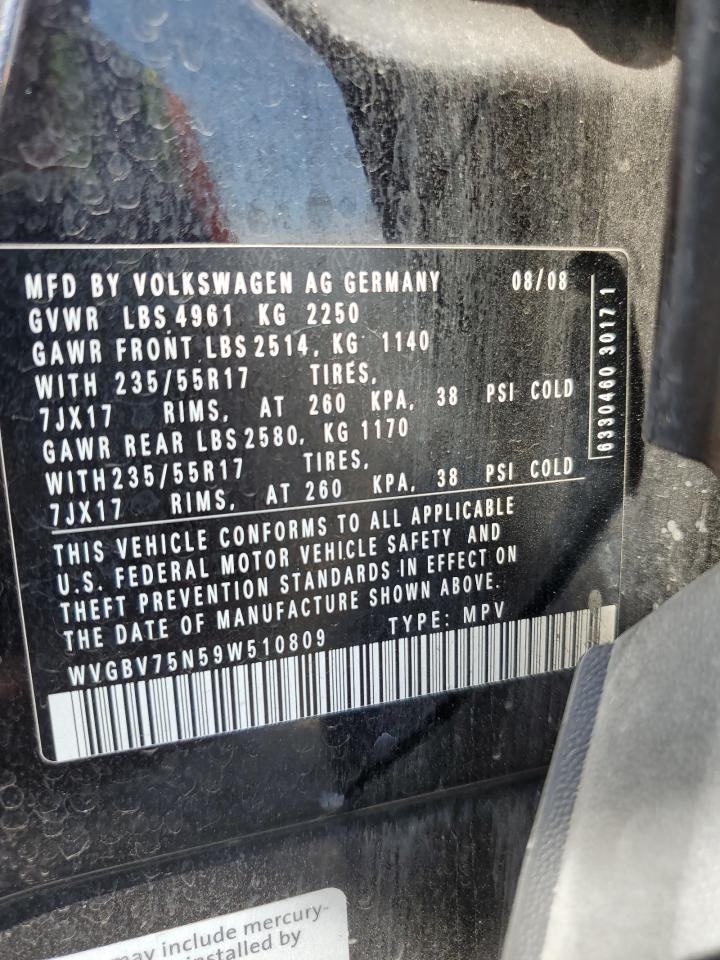 MFD BY VOLKSWAGEN AG GERMANY 08/08
GVWR LBS 4961 KG 2250
GAWR FRONT LBS 2514, KG 1140
WITH 235/55R17 TIRES,
7JX17 RIMS, AT 260 KPA, 38 PSI COLD
GAWR REAR LBS 2580, KG 1170
WITH 235/55R17 TIRES,
7JX17 RIMS, AT 260 KPA, 38 PSI COLD
THIS VEHICLE CONFORMS TO ALL APPLICABLE
U.S. FEDERAL MOTOR VEHICLE SAFETY AND
THEFT PREVENTION STANDARDS IN EFFECT ON
THE DATE OF MANUFACTURE SHOWN ABOVE.
WVGBV75N59W510809 TYPE: MPV
6330460 3017 1
may include mercury-
installed by